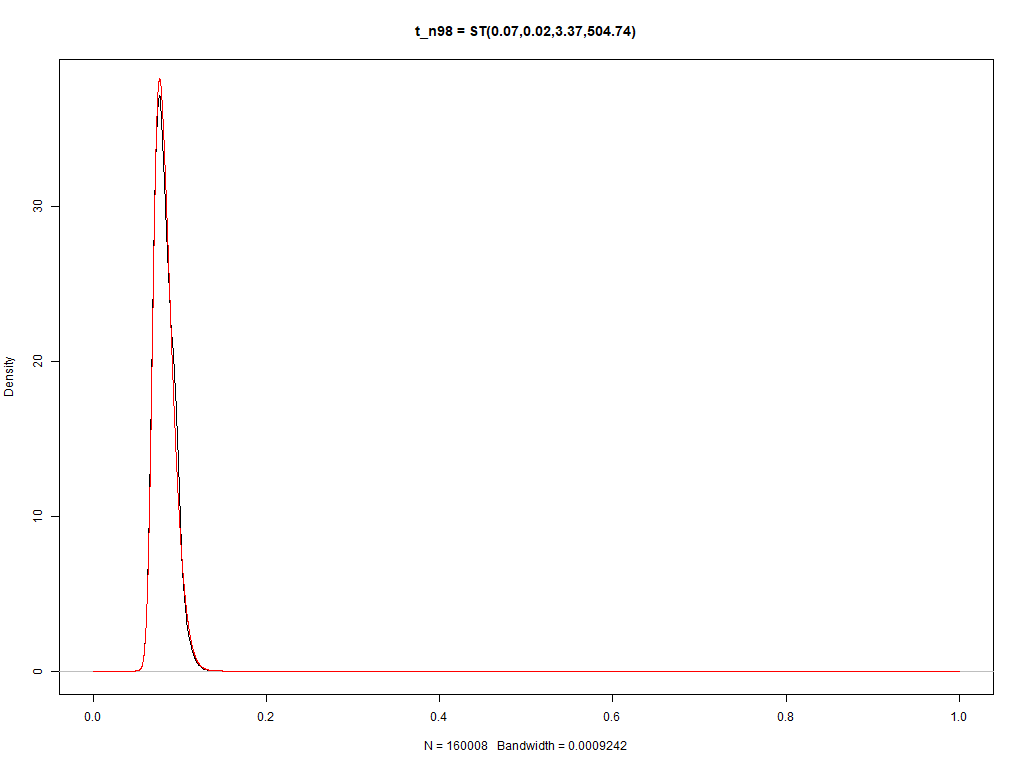 t_n98 = ST(0.07,0.02,3.37,504.74)
Density
30
20
10
0
0.0 0.2 0.4 0.6 0.8 1.0
N = 160008 Bandwidth = 0.0009242